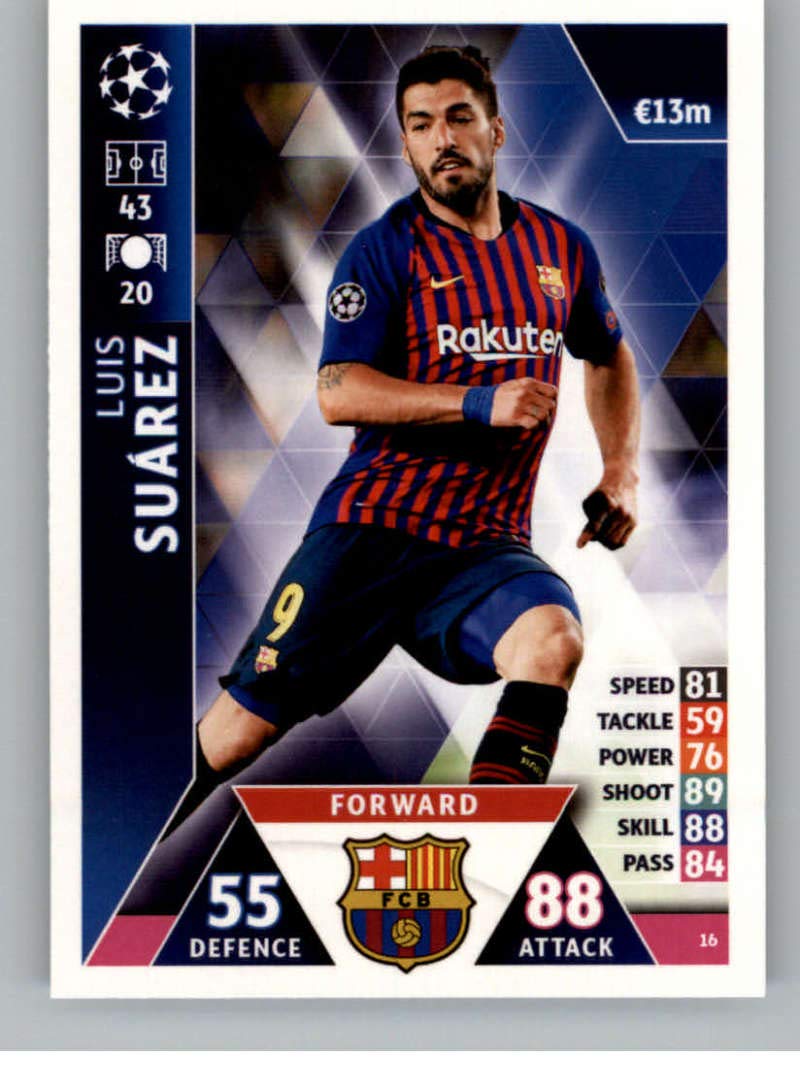 €13m
43
20
LUIS
SUÁREZ
Rakuten
9
SPEED 81
TACKLE 59
POWER 76
SHOOT 89
SKILL 88
PASS 84
FORWARD
FCB
55
DEFENCE
88
ATTACK
16